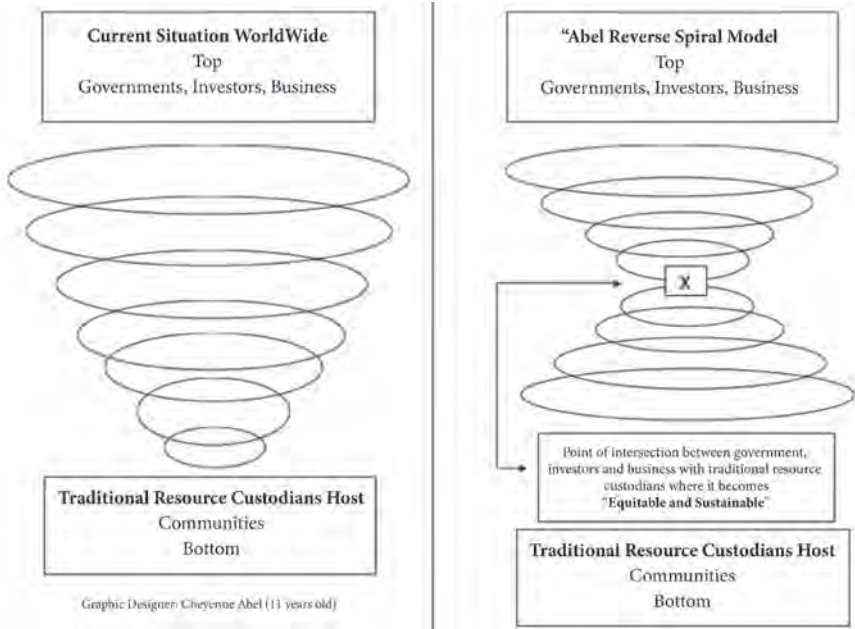 Current Situation WorldWide
Top
Governments, Investors, Business
Traditional Resource Custodians Host
Communities
Bottom
Graphic Designer: Cheyenne Abel (13 years old)
“Abel Reverse Spiral Model
Top
Governments, Investors, Business
X
Point of intersection between government,
investors and business with traditional resource
custodians where it becomes
“Equitable and Sustainable”
Traditional Resource Custodians Host
Communities
Bottom